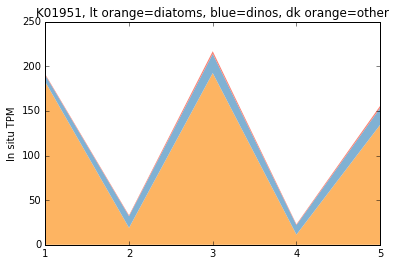 K01951, lt orange=diatoms, blue=dinos, dk orange=other
250
200
150
100
50
0
In situ TPM
1 2 3 4 5